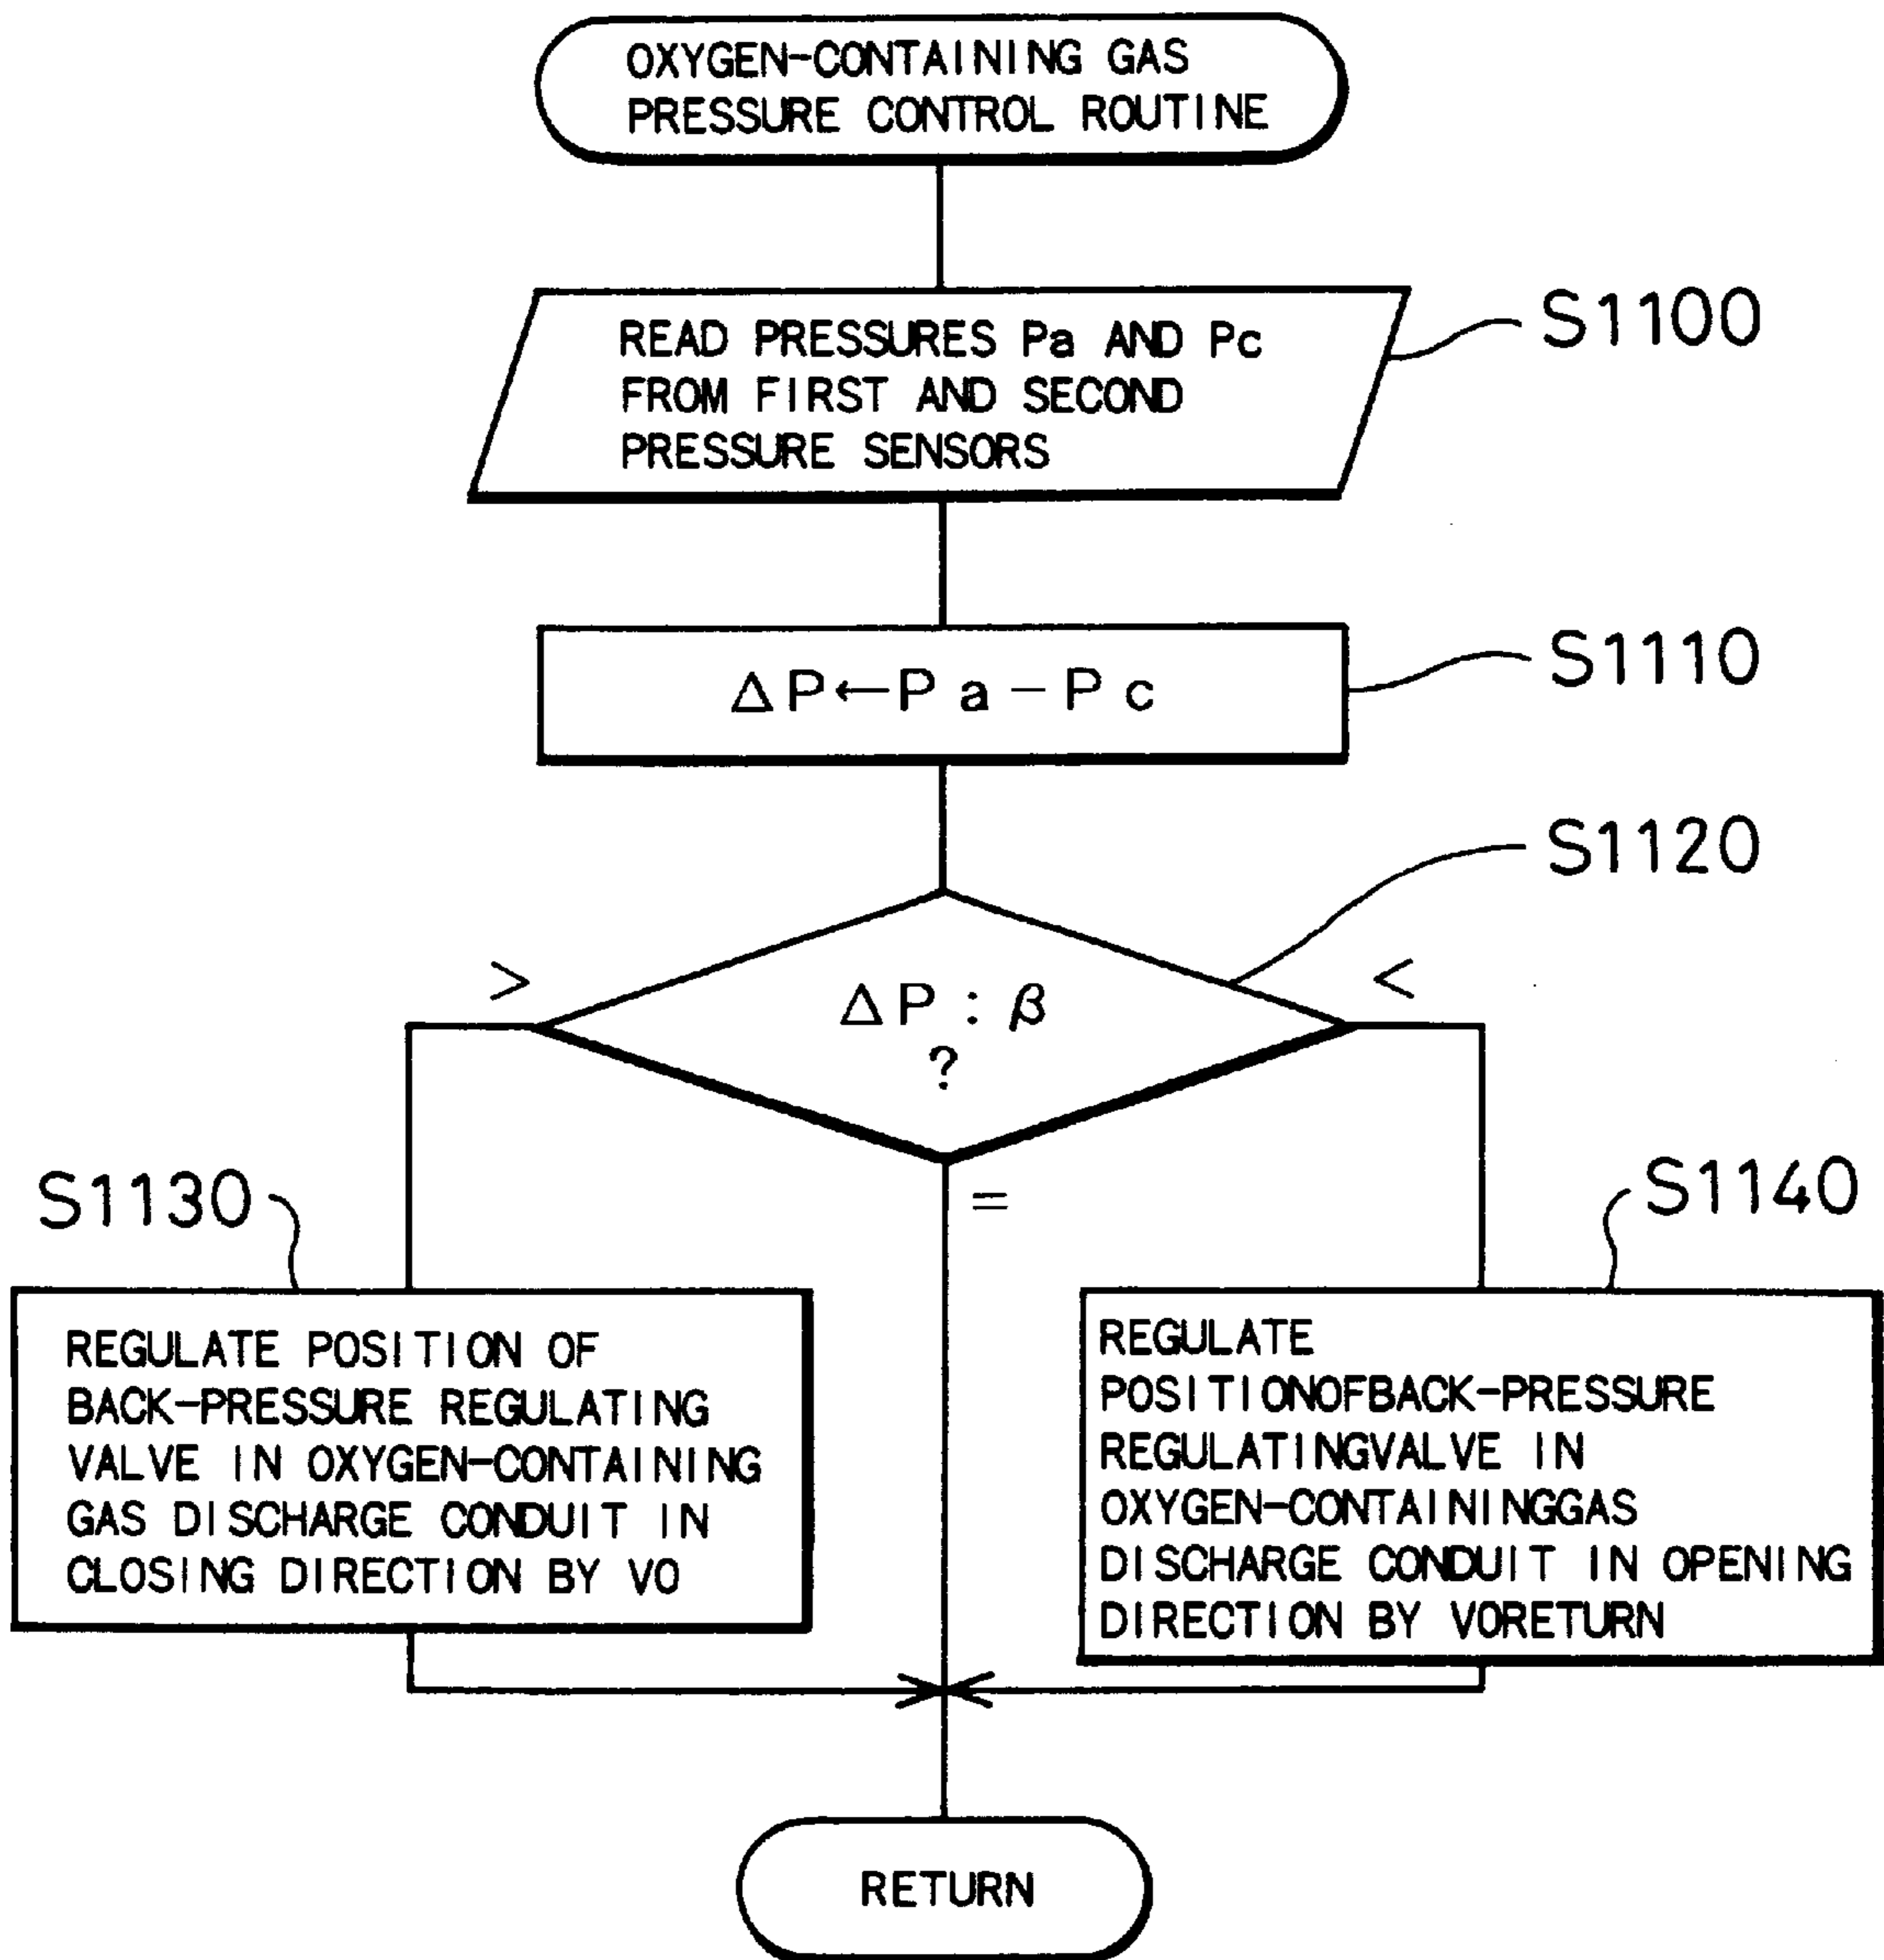 OXYGEN-CONTAINING GAS
PRESSURE CONTROL ROUTINE
READ PRESSURES Pa AND Pc
FROM FIRST AND SECOND
PRESSURE SENSORS
S1100
ΔP←Pa-Pc
S1110
S1120
>
<
ΔP : β
?
=
S1130
S1140
REGULATE POSITION OF
BACK-PRESSURE REGULATING
VALVE IN OXYGEN-CONTAINING
GAS DISCHARGE CONDUIT IN
CLOSING DIRECTION BY VO
REGULATE
POSITIONOFBACK-PRESSURE
REGULATINGVALVE IN
OXYGEN-CONTAININGGAS
DISCHARGE CONDUIT IN OPENING
DIRECTION BY VORETURN
RETURN